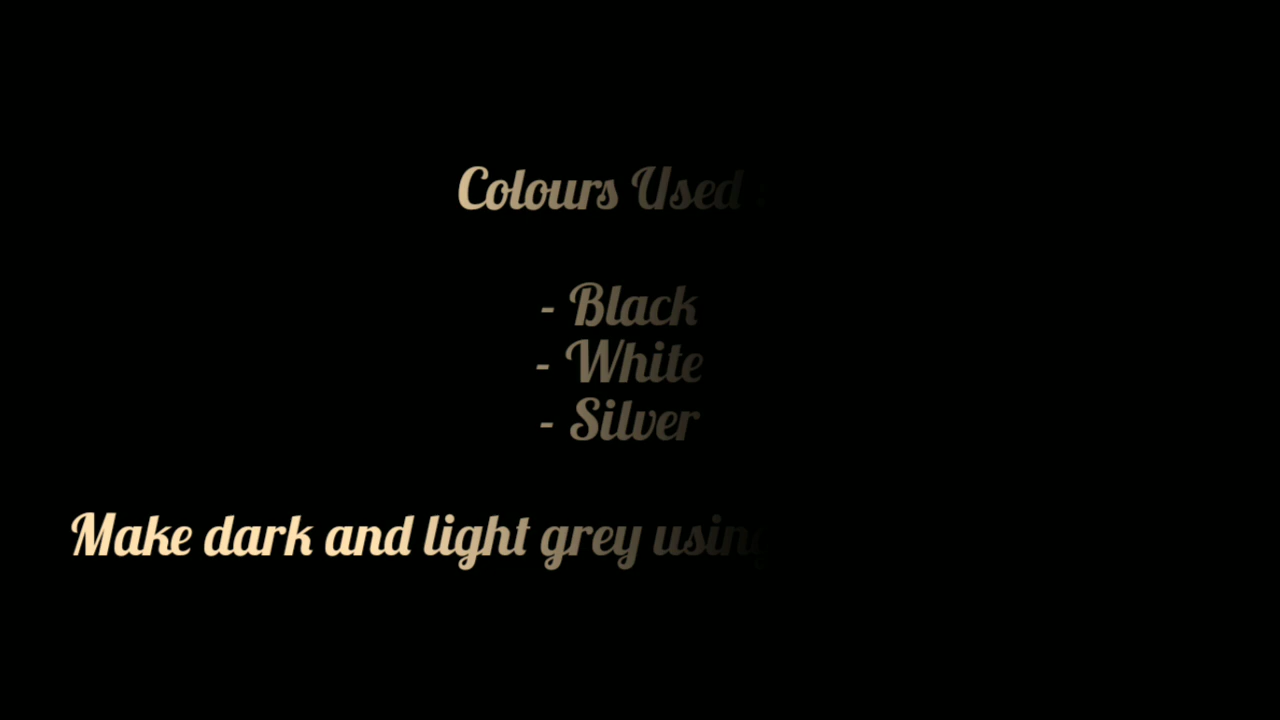 Colours Used :
- Black
- White
- Silver
Make dark and light grey using